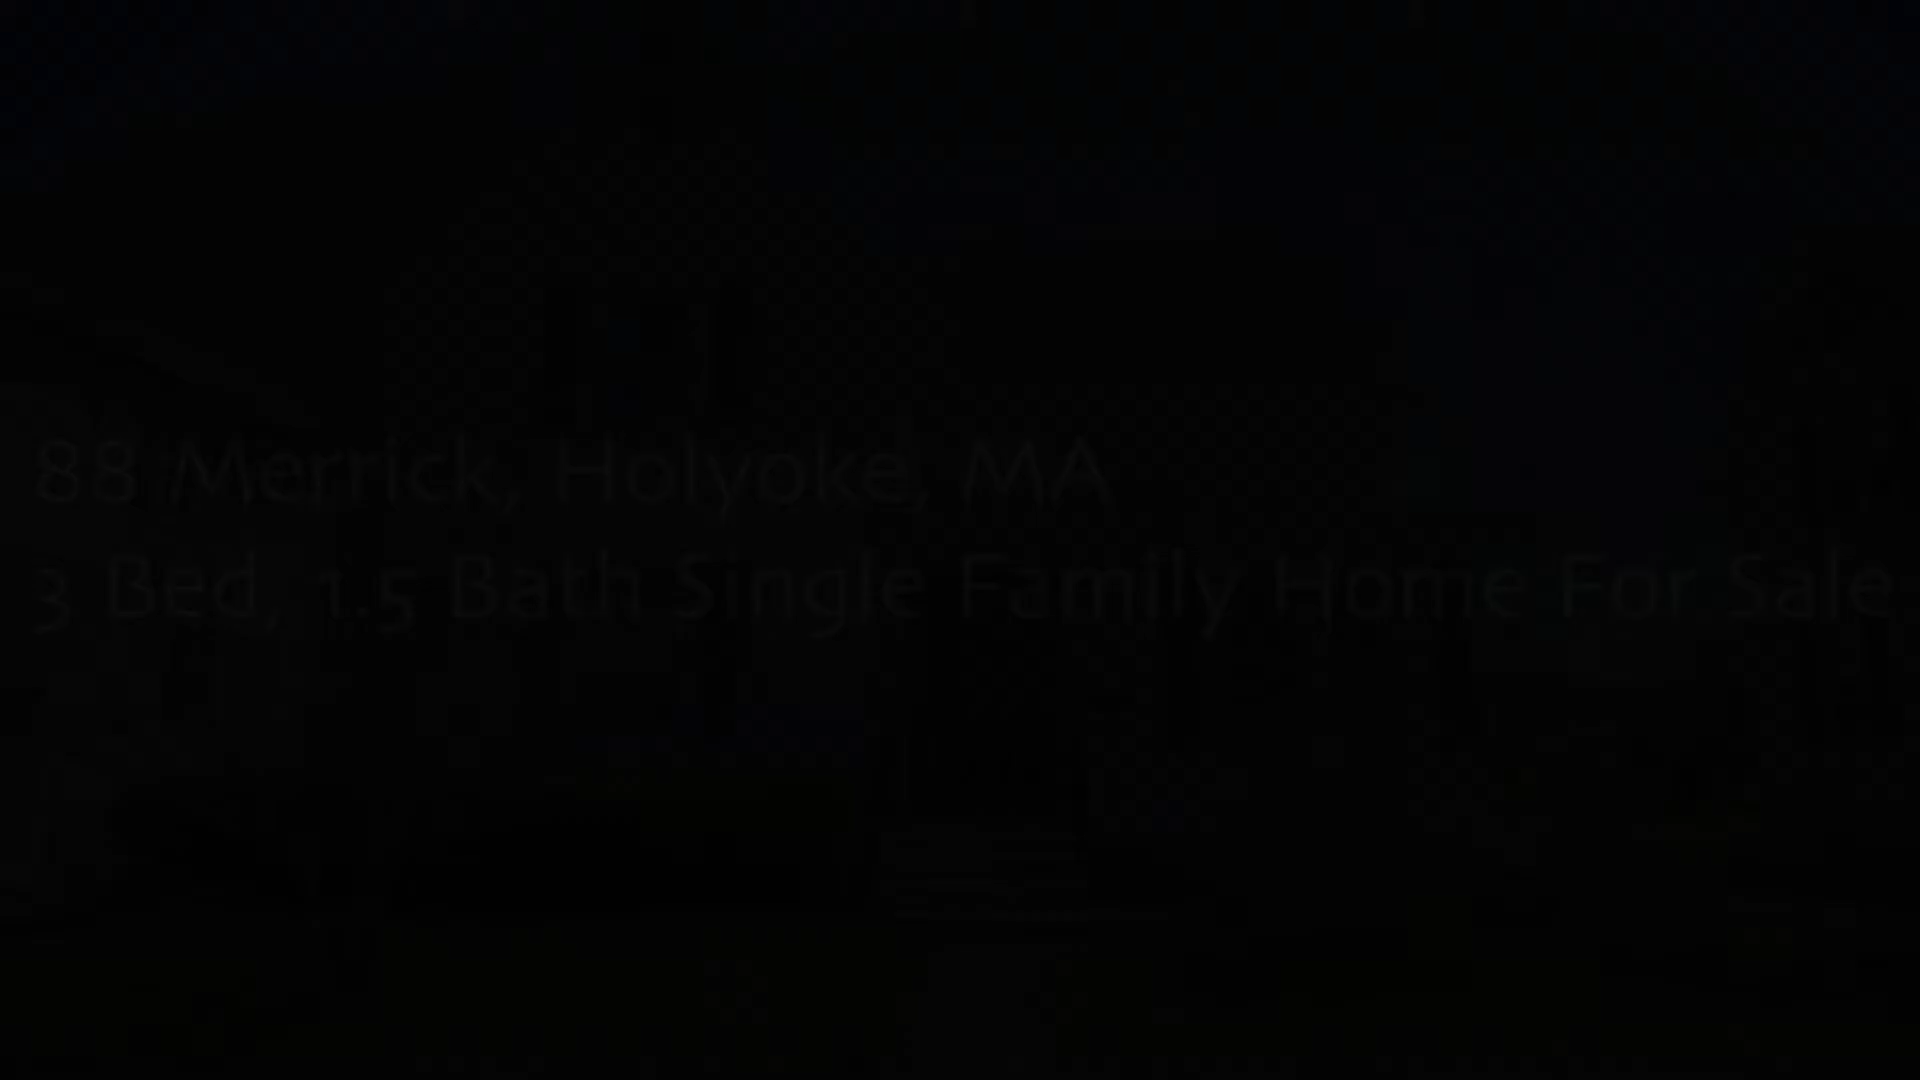 88 Merrick, Holyoke, MA
3 Bed, 1.5 Bath Single Family Home For Sale